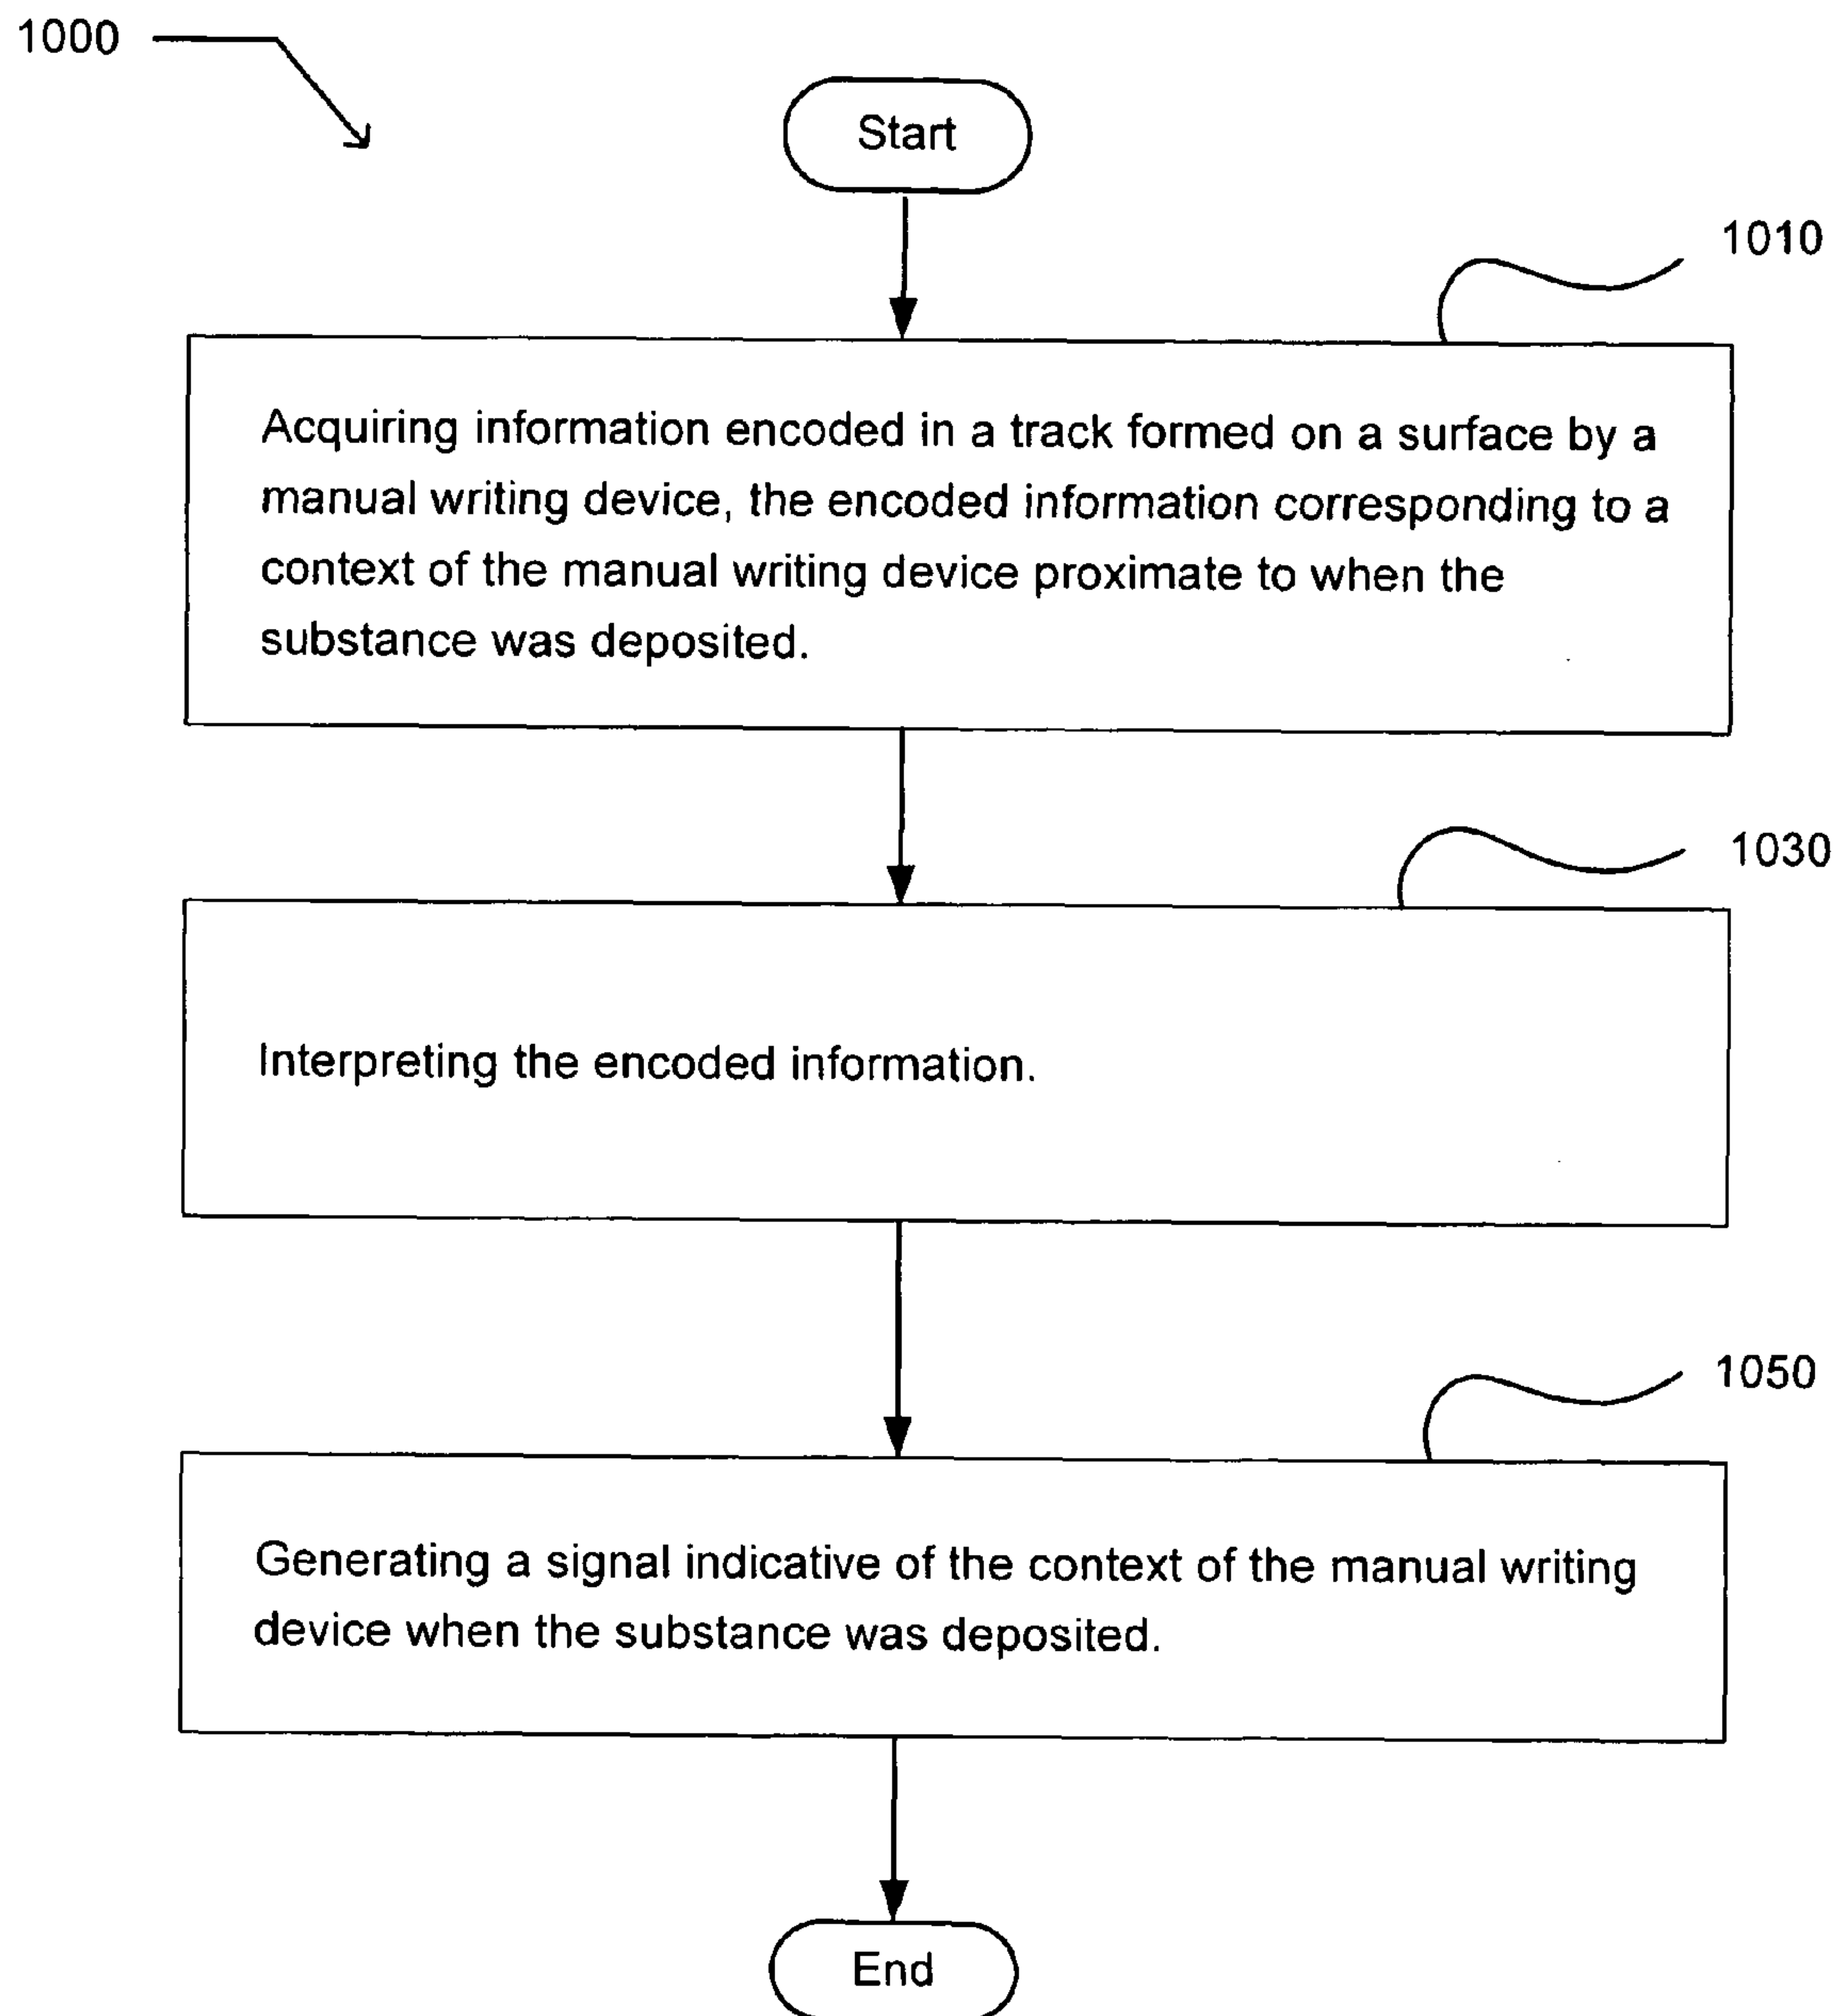 1000
Start
1010
Acquiring information encoded in a track formed on a surface by a
manual writing device, the encoded information corresponding to a
context of the manual writing device proximate to when the
substance was deposited.
1030
Interpreting the encoded information.
1050
Generating a signal indicative of the context of the manual writing
device when the substance was deposited.
End